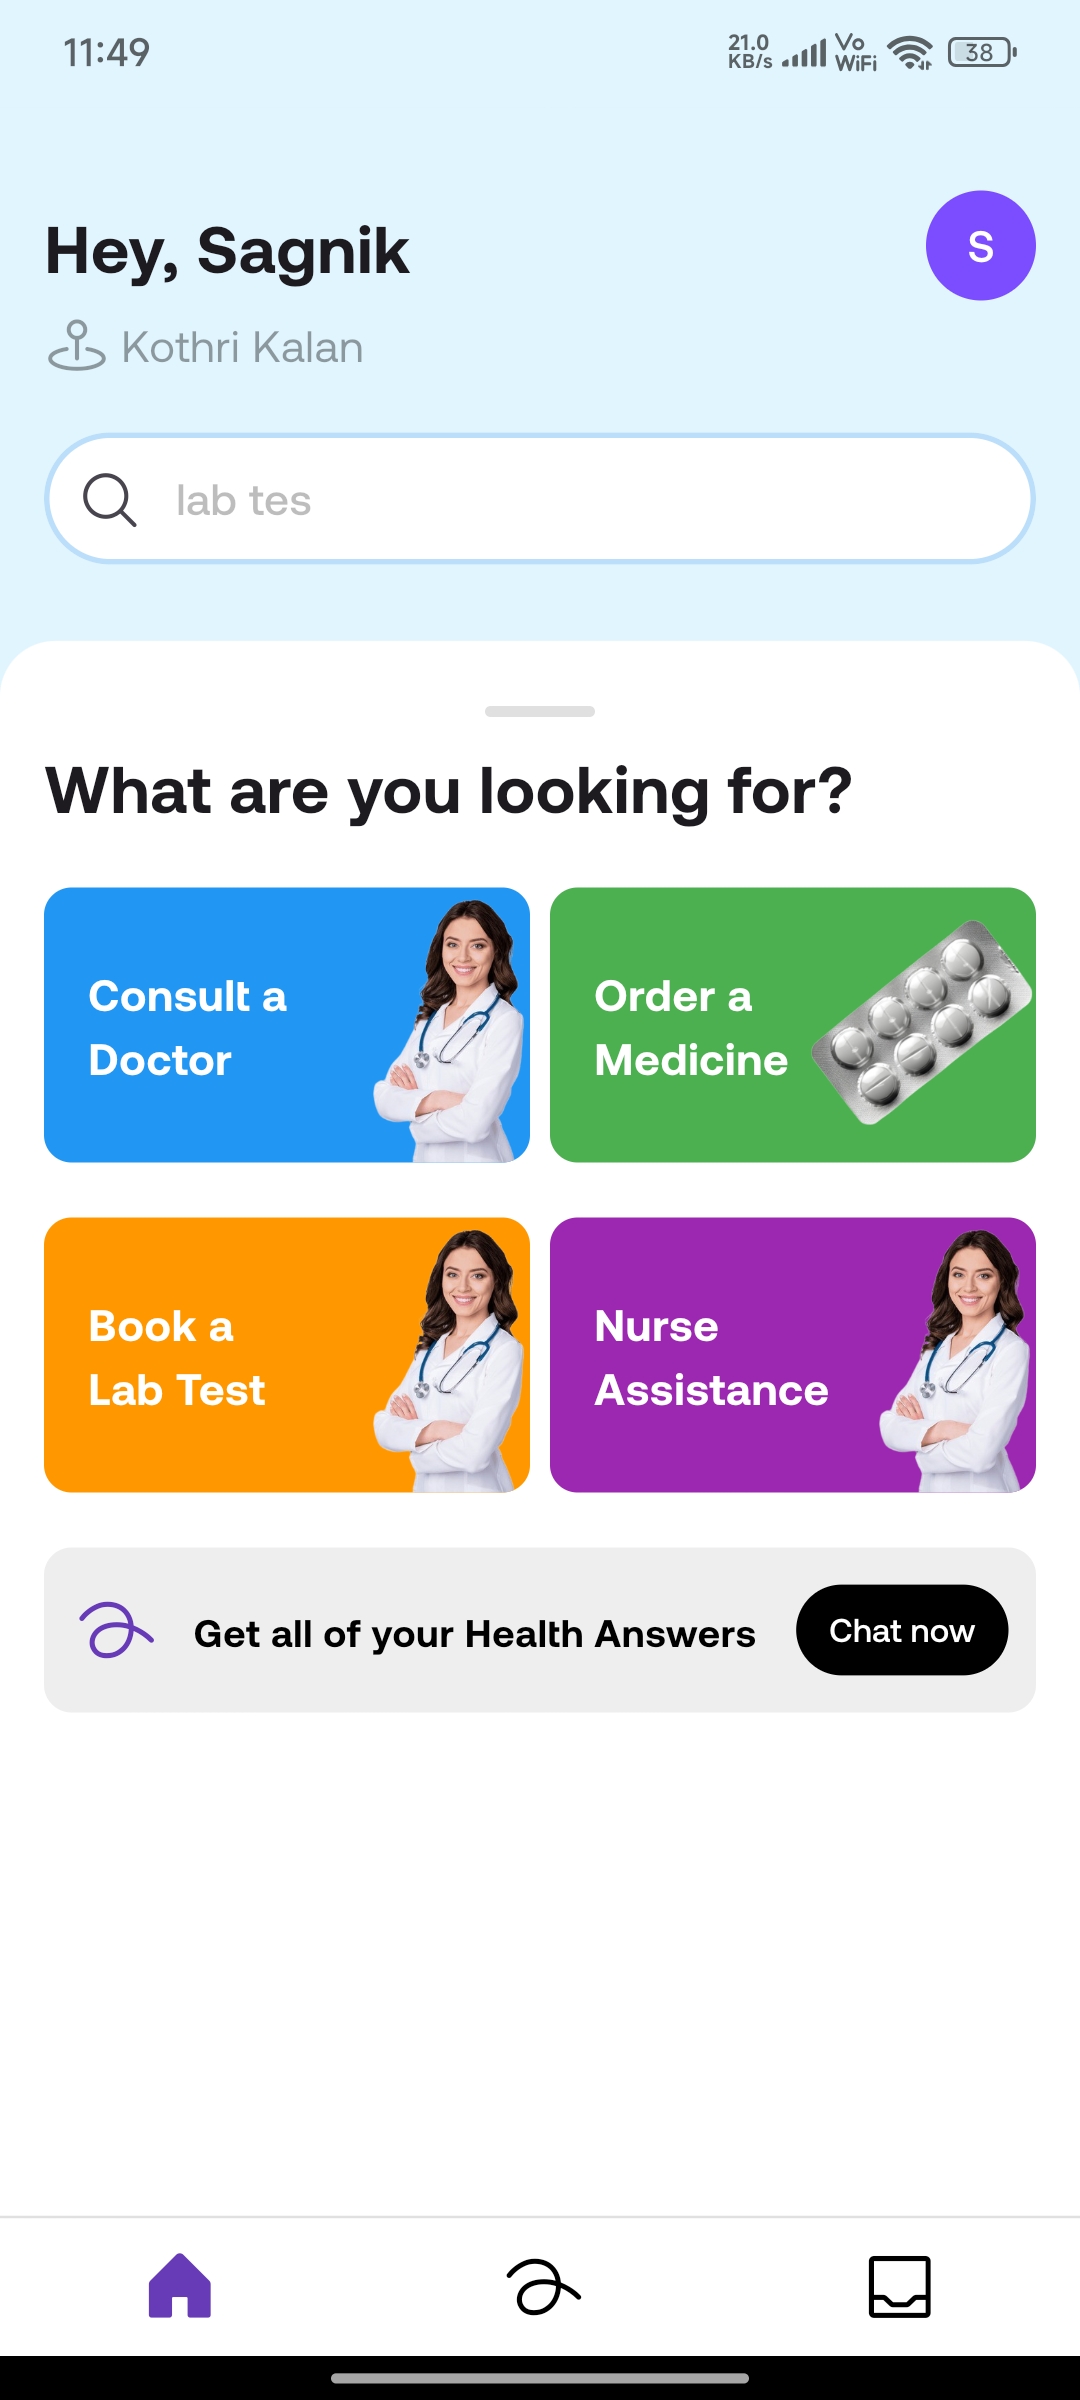 11:49
21.0
KB/s
Vo
WiFi
38
Hey, Sagnik
S
Kothri Kalan
lab tes
What are you looking for?
Consult a
Doctor
Order a
Medicine
Book a
Lab Test
Nurse
Assistance
Get all of your Health Answers
Chat now